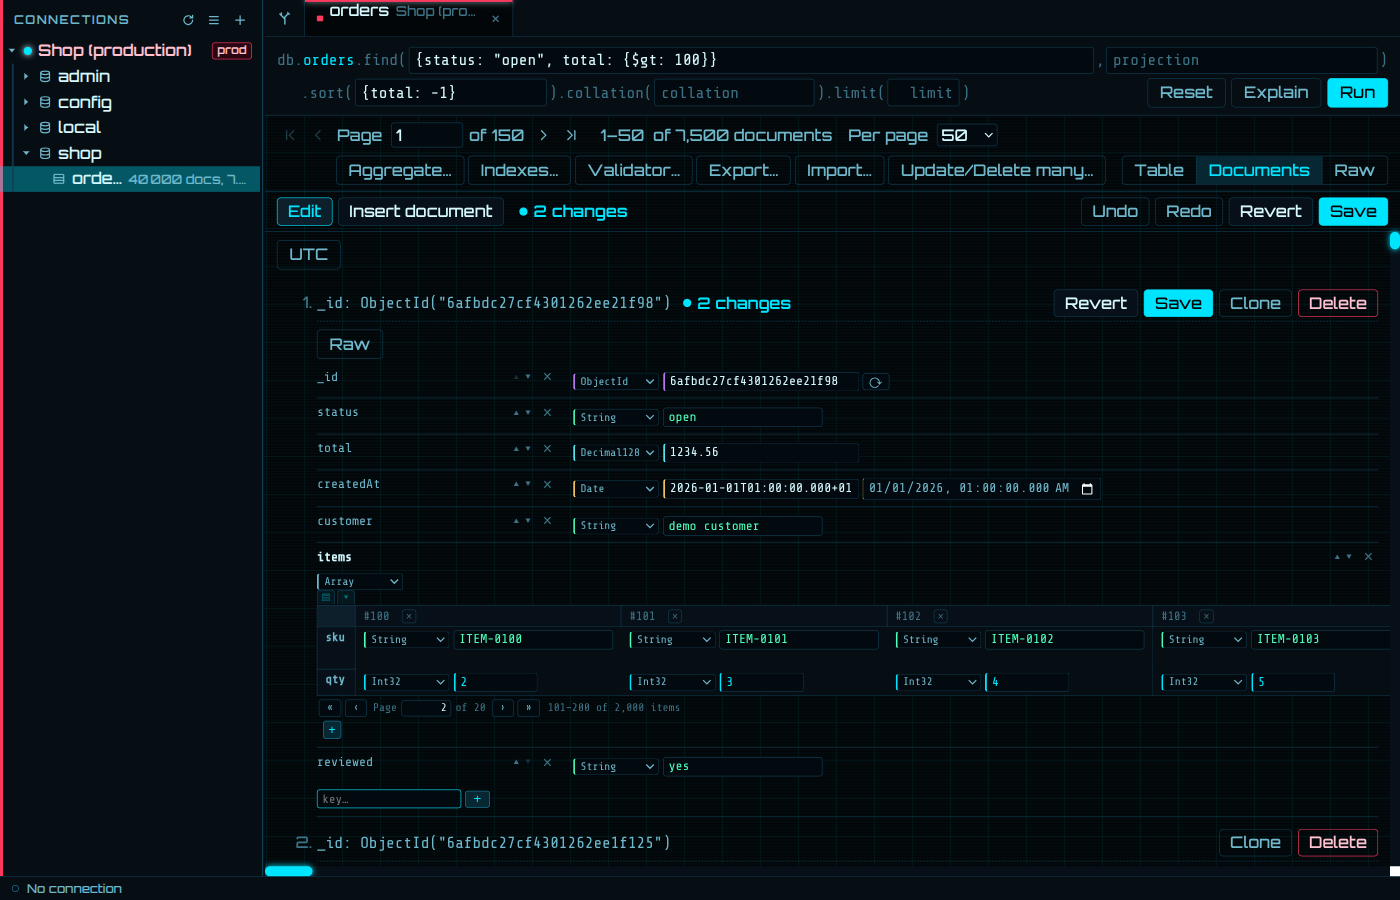 CONNECTIONS
Shop (production) prod
admin
config
local
shop
orde... 40 000 docs, 7....
orders Shop (pro... ×
db.orders.find( {status: "open", total: {$gt: 100}} , projection )
.sort( {total: -1} ).collation( collation ).limit( limit )
Reset Explain Run
Page 1 of 150 1–50 of 7,500 documents Per page 50
Aggregate... Indexes... Validator... Export... Import... Update/Delete many... Table Documents Raw
Edit Insert document 2 changes Undo Redo Revert Save
UTC
1. _id: ObjectId("6afbdc27cf4301262ee21f98") 2 changes Revert Save Clone Delete
Raw
_id ObjectId 6afbdc27cf4301262ee21f98
status String open
total Decimal128 1234.56
createdAt Date 2026-01-01T01:00:00.000+01 01/01/2026, 01:00:00.000 AM
customer String demo customer
items
Array
#100 × #101 × #102 × #103 ×
sku String ITEM-0100 String ITEM-0101 String ITEM-0102 String ITEM-0103
qty Int32 2 Int32 3 Int32 4 Int32 5
« ‹ Page 2 of 20 › » 101–200 of 2,000 items
+
reviewed String yes
key... +
2. _id: ObjectId("6afbdc27cf4301262ee1f125") Clone Delete
No connection